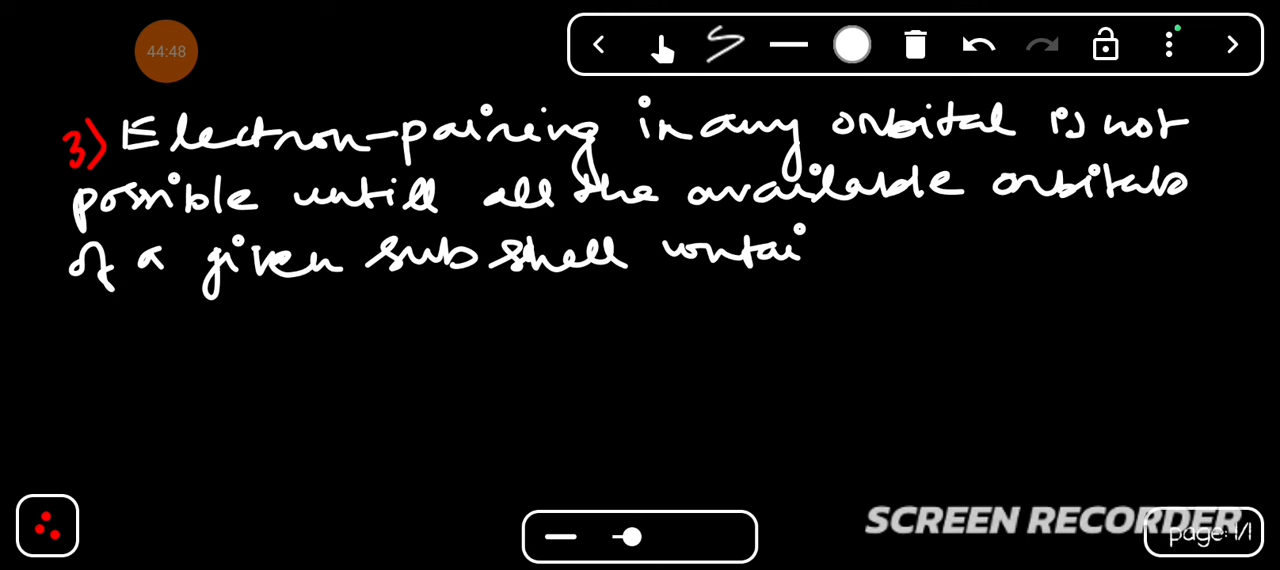 44:48
3) Electron-pairing in any orbital is not
possible untill all the available orbitals
of a given subshell contai
SCREEN RECORDER
page:1/1